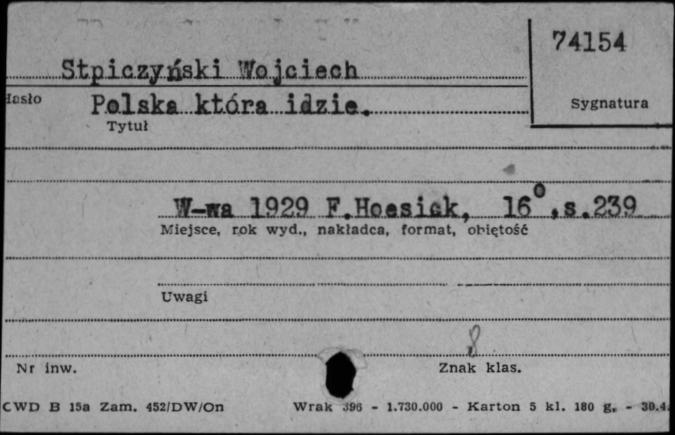 74154
Stpiczyński Wojciech
Hasło
Polska która idzie.
Sygnatura
Tytuł
W-wa 1929 F.Hoesick, 16°,s.239
Miejsce, rok wyd., nakładca, format, objętość
Uwagi
8
Nr inw.
Znak klas.
CWD B 15a Zam. 452/DW/On Wrak 396 - 1.730.000 - Karton 5 kl. 180 g. - 30.4.